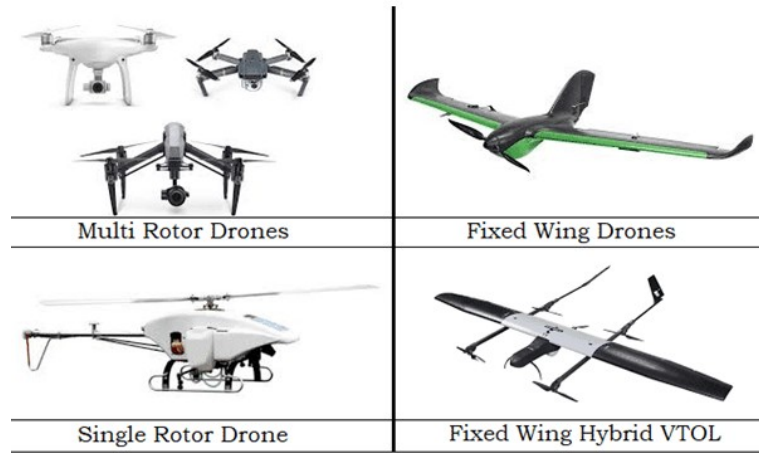 Multi Rotor Drones
Fixed Wing Drones
Single Rotor Drone
Fixed Wing Hybrid VTOL